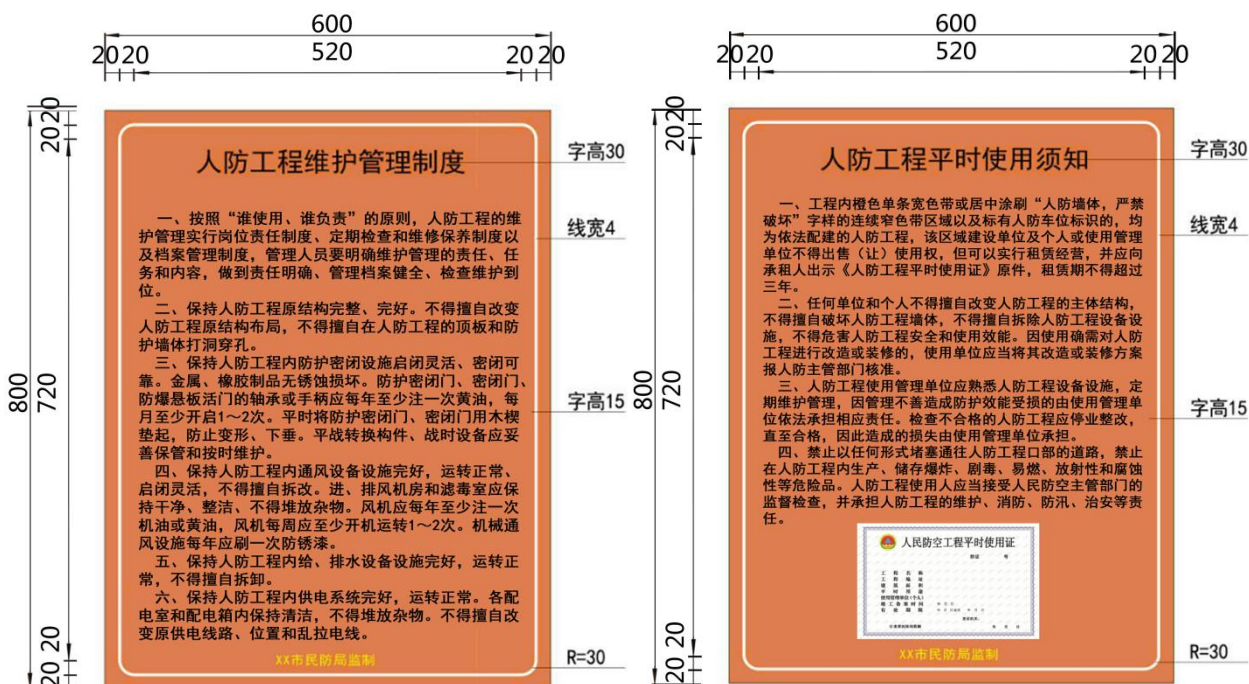 600
20 20 520 20 20
20 20
800
720
20 20
人防工程维护管理制度
字高30
一、按照“谁使用、谁负责”的原则，人防工程的维
护管理实行岗位责任制度、定期检查和维修保养制度以
及档案管理制度，管理人员要明确维护管理的责任、任
务和内容，做到责任明确、管理档案健全、检查维护到
位。
线宽4
二、保持人防工程原结构完整、完好。不得擅自改变
人防工程原结构布局，不得擅自在人防工程的顶板和防
护墙体打洞穿孔。
三、保持人防工程内防护密闭设施启闭灵活、密闭可
靠。金属、橡胶制品无锈蚀损坏。防护密闭门、密闭门、
防爆悬板活门的轴承或手柄应每年至少注一次黄油，每
月至少开启1～2次。平时将防护密闭门、密闭门用木楔
垫起，防止变形、下垂。平战转换构件、战时设备应妥
善保管和按时维护。
字高15
四、保持人防工程内通风设备设施完好，运转正常、
启闭灵活，不得擅自拆改。进、排风机房和滤毒室应保
持干净、整洁、不得堆放杂物。风机应每年至少注一次
机油或黄油，风机每周应至少开机运转1～2次。机械通
风设施每年应刷一次防锈漆。
五、保持人防工程内给、排水设备设施完好，运转正
常，不得擅自拆卸。
六、保持人防工程内供电系统完好，运转正常。各配
电室和配电箱内保持清洁，不得堆放杂物。不得擅自改
变原供电线路、位置和乱拉电线。
XX市民防局监制
R=30
600
20 20 520 20 20
20 20
800
720
20 20
人防工程平时使用须知
字高30
一、工程内橙色单条宽色带或居中涂刷“人防墙体，严禁
破坏”字样的连续窄色带区域以及标有人防车位标识的，均
为依法配建的人防工程，该区域建设单位及个人或使用管理
单位不得出售（让）使用权，但可以实行租赁经营，并应向
承租人出示《人防工程平时使用证》原件，租赁期不得超过
三年。
线宽4
二、任何单位和个人不得擅自改变人防工程的主体结构，
不得擅自破坏人防工程墙体，不得擅自拆除人防工程设备设
施，不得危害人防工程安全和使用效能。因使用确需对人防
工程进行改造或装修的，使用单位应当将其改造或装修方案
报人防主管部门核准。
三、人防工程使用管理单位应熟悉人防工程设备设施，定
期维护管理，因管理不善造成防护效能受损的由使用管理单
位依法承担相应责任。检查不合格的人防工程应停业整改，
直至合格，因此造成的损失由使用管理单位承担。
字高15
四、禁止以任何形式堵塞通往人防工程口部的道路，禁止
在人防工程内生产、储存爆炸、剧毒、易燃、放射性和腐蚀
性等危险品。人防工程使用人应当接受人民防空主管部门的
监督检查，并承担人防工程的维护、消防、防汛、治安等责
任。
人民防空工程平时使用证
号
工程名称
工程地址
建筑面积
平时用途
使用管理单位(个人)
竣工备案时间
有效期限
XX市民防局监制
R=30